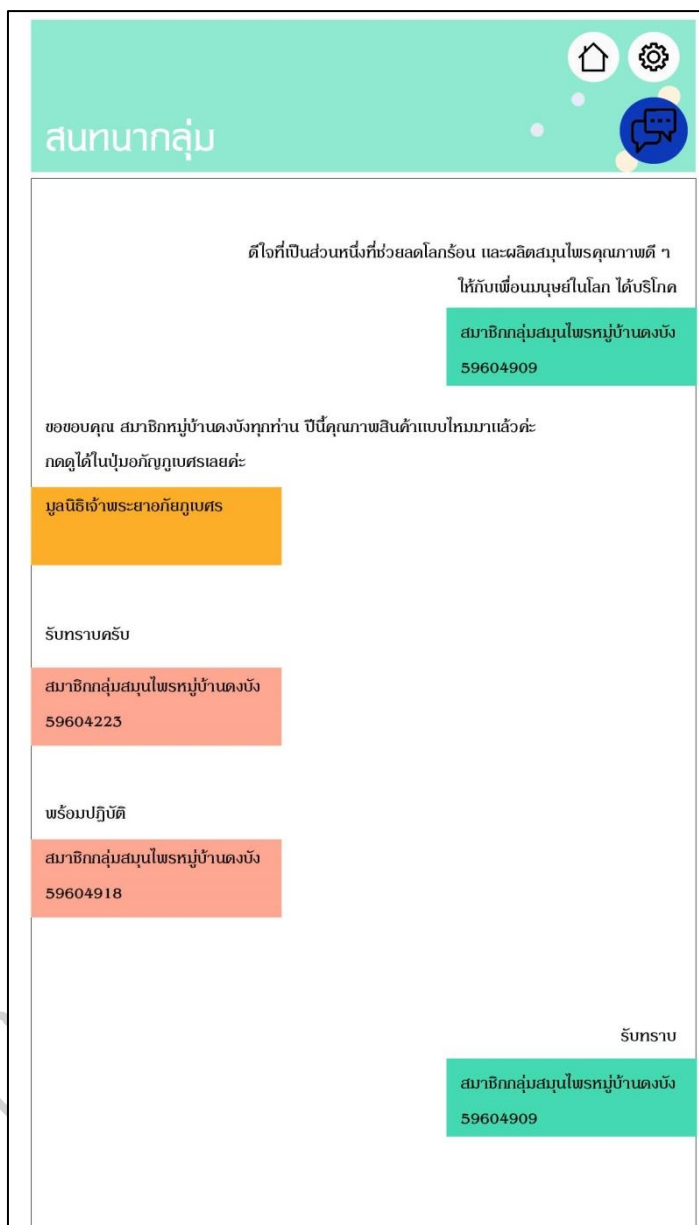 สนทนากลุ่ม
ดีใจที่เป็นส่วนหนึ่งที่ช่วยลดโลกร้อน และผลิตสมุนไพรคุณภาพดี ๆ
ให้กับเพื่อนมนุษย์ในโลก ได้บริโภค
สมาชิกกลุ่มสมุนไพรหมู่บ้านดงบัง
59604909
ขอขอบคุณ สมาชิกหมู่บ้านดงบังทุกท่าน ปีนี้คุณภาพสินค้าแบบไหมมาแล้วค่ะ
กดดูได้ในปุ่มอภัญภูเบศรเลยค่ะ
มูลนิธิเจ้าพระยาอภัยภูเบศร
รับทราบครับ
สมาชิกกลุ่มสมุนไพรหมู่บ้านดงบัง
59604223
พร้อมปฏิบัติ
สมาชิกกลุ่มสมุนไพรหมู่บ้านดงบัง
59604918
รับทราบ
สมาชิกกลุ่มสมุนไพรหมู่บ้านดงบัง
59604909